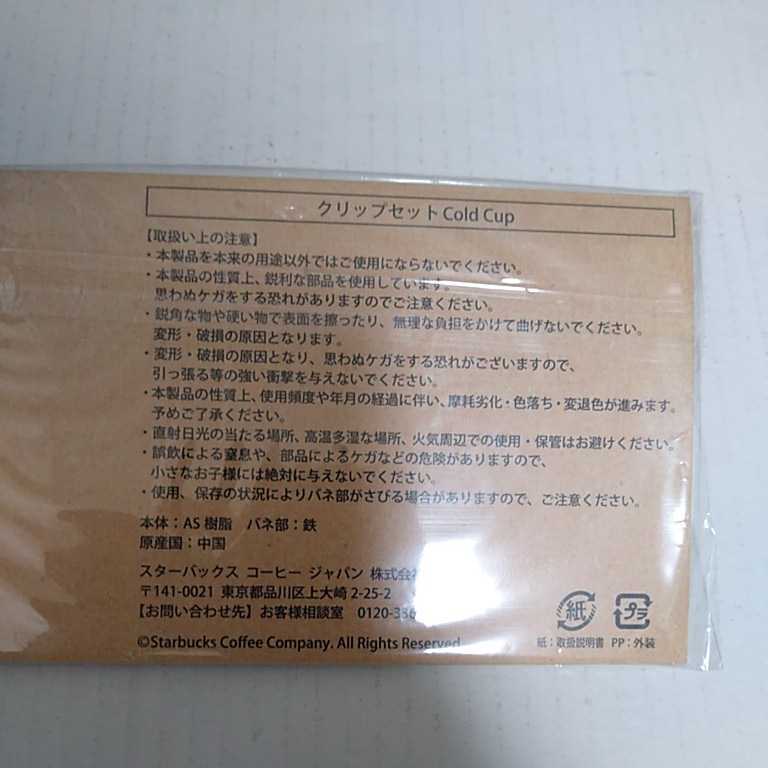 クリップセット Cold Cup
【取扱い上の注意】
・本製品を本来の用途以外ではご使用にならないでください。
・本製品の性質上、鋭利な部品を使用しています。
思わぬケガをする恐れがありますのでご注意ください。
・鋭角な物や硬い物で表面を擦ったり、無理な負担をかけて曲げないでください。
変形・破損の原因となります。
・変形・破損の原因となり、思わぬケガをする恐れがございますので、
引っ張る等の強い衝撃を与えないでください。
・本製品の性質上、使用頻度や年月の経過に伴い、摩耗劣化・色落ち・変退色が進みます。
予めご了承ください。
・直射日光の当たる場所、高温多湿な場所、火気周辺での使用・保管はお避けください。
・誤飲による窒息や、部品によるケガなどの危険がありますので、
小さなお子様には絶対に与えないでください。
・使用、保存の状況によりバネ部がさびる場合がありますので、ご注意ください。
本体：AS 樹脂　バネ部：鉄
原産国：中国
スターバックス コーヒー ジャパン 株式会
〒141-0021 東京都品川区上大崎 2-25-2
【お問い合わせ先】お客様相談室 0120-336
©Starbucks Coffee Company. All Rights Reserved.
紙
プラ
紙：取扱説明書 PP：外装